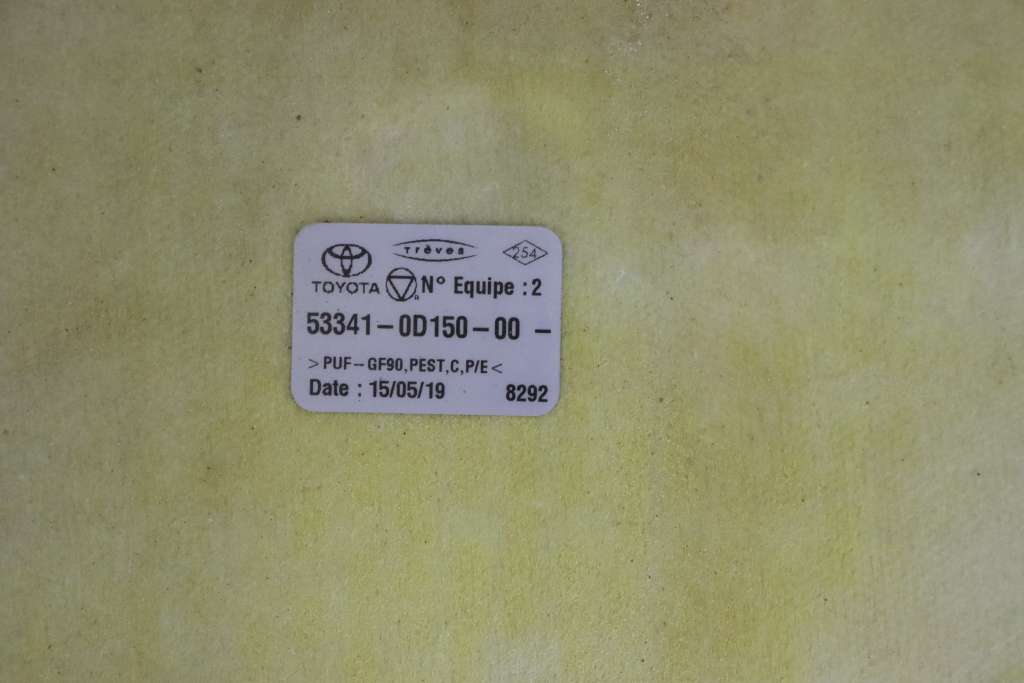 Trèves 254
TOYOTA N° Equipe : 2
53341-0D150-00 -
>PUF-GF90,PEST,C,P/E<
Date : 15/05/19 8292